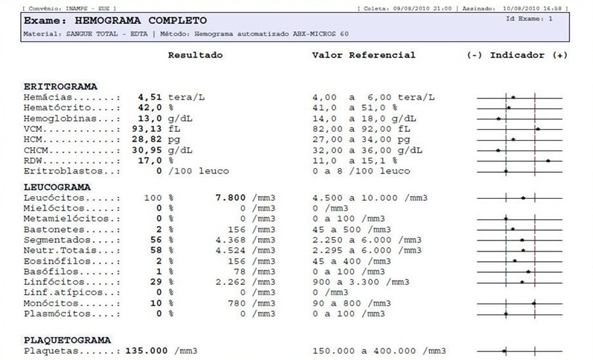 [ Convênio: INAMPS - SUS ] [ Coleta: 09/08/2010 21:00 | Assinado: 10/08/2010 16:58 ]
Exame: HEMOGRAMA COMPLETO Id Exame: 1
Material: SANGUE TOTAL - EDTA | Método: Hemograma automatizado ABX-MICROS 60
Resultado Valor Referencial (-) Indicador (+)
ERITROGRAMA
Hemácias......: 4,51 tera/L 4,00 a 6,00 tera/L
Hematócrito...: 42,0 % 41,0 a 51,0 %
Hemoglobinas..: 13,0 g/dL 14,0 a 18,0 g/dL
VCM...........: 93,13 fL 82,00 a 92,00 fL
HCM...........: 28,82 pg 27,00 a 34,00 pg
CHCM..........: 30,95 g/dL 32,00 a 36,00 g/dL
RDW...........: 17,0 % 11,0 a 15,1 %
Eritroblastos.: 0 /100 leuco 0 a 8 /100 leuco
LEUCOGRAMA
Leucócitos....: 100 % 7.800 /mm3 4.500 a 10.000 /mm3
Mielócitos....: 0 % 0 /mm3 0 /mm3
Metamielócitos: 0 % 0 /mm3 0 a 100 /mm3
Bastonetes....: 2 % 156 /mm3 45 a 500 /mm3
Segmentados...: 56 % 4.368 /mm3 2.250 a 6.000 /mm3
Neutr.Totais..: 58 % 4.524 /mm3 2.295 a 6.000 /mm3
Eosinófilos...: 2 % 156 /mm3 45 a 400 /mm3
Basófilos.....: 1 % 78 /mm3 0 a 100 /mm3
Linfócitos....: 29 % 2.262 /mm3 900 a 3.300 /mm3
Linf.atípicos.: 0 % 0 /mm3 0 /mm3
Monócitos.....: 10 % 780 /mm3 90 a 800 /mm3
Plasmócitos...: 0 % 0 /mm3 0 a 100 /mm3
PLAQUETOGRAMA
Plaquetas.....: 135.000 /mm3 150.000 a 400.000 /mm3